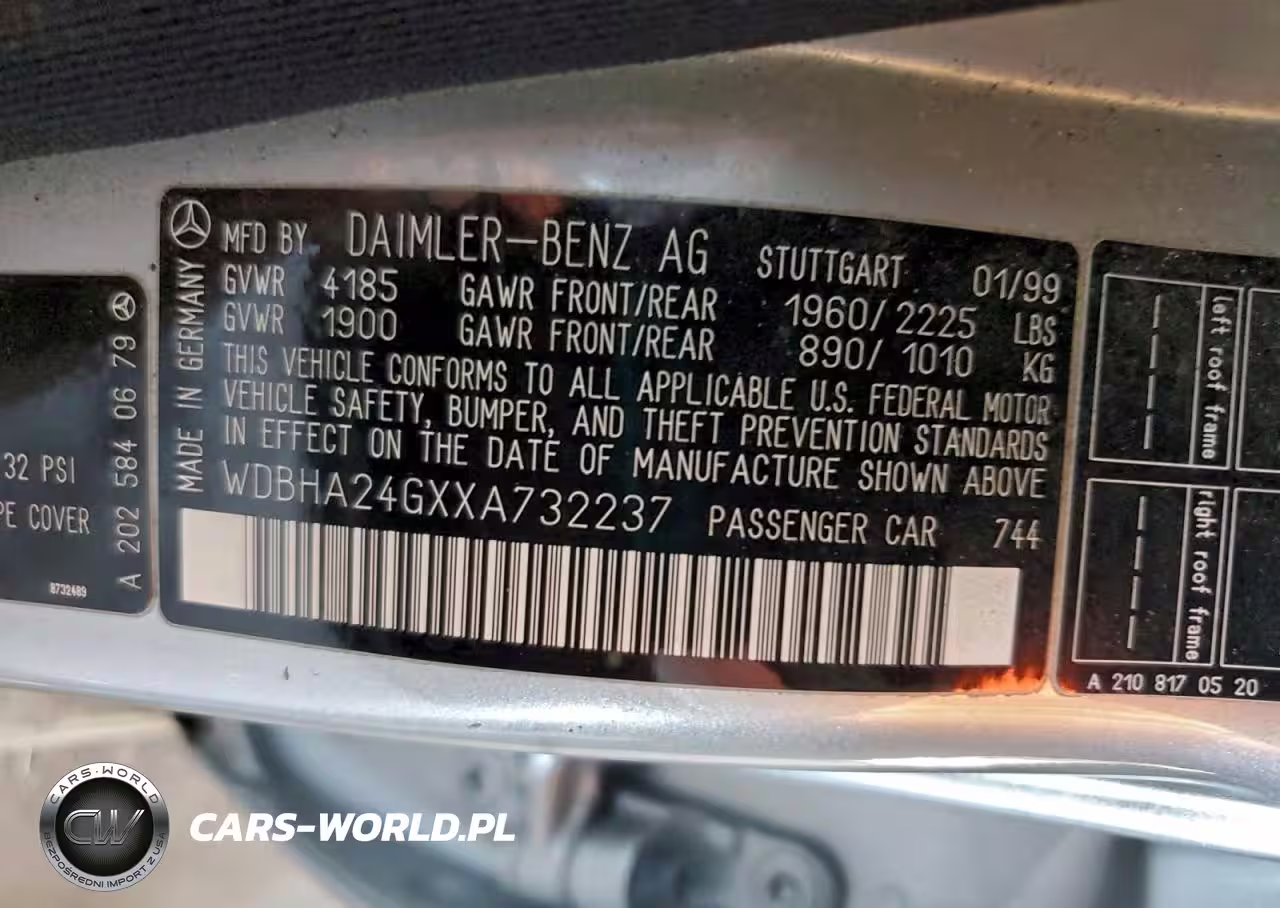 MFD BY DAIMLER-BENZ AG STUTTGART 01/99
GVWR 4185 GAWR FRONT/REAR 1960/2225 LBS
GVWR 1900 GAWR FRONT/REAR 890/1010 KG
THIS VEHICLE CONFORMS TO ALL APPLICABLE U.S. FEDERAL MOTOR
VEHICLE SAFETY, BUMPER, AND THEFT PREVENTION STANDARDS
IN EFFECT ON THE DATE OF MANUFACTURE SHOWN ABOVE
WDBHA24GXXA732237 PASSENGER CAR 744
MADE IN GERMANY
32 PSI
PE COVER
8732489
A 202 584 06 79
left roof frame
right roof frame
A 210 817 05 20
CARS-WORLD
CW
BEZPOŚREDNI IMPORT Z USA
CARS-WORLD.PL